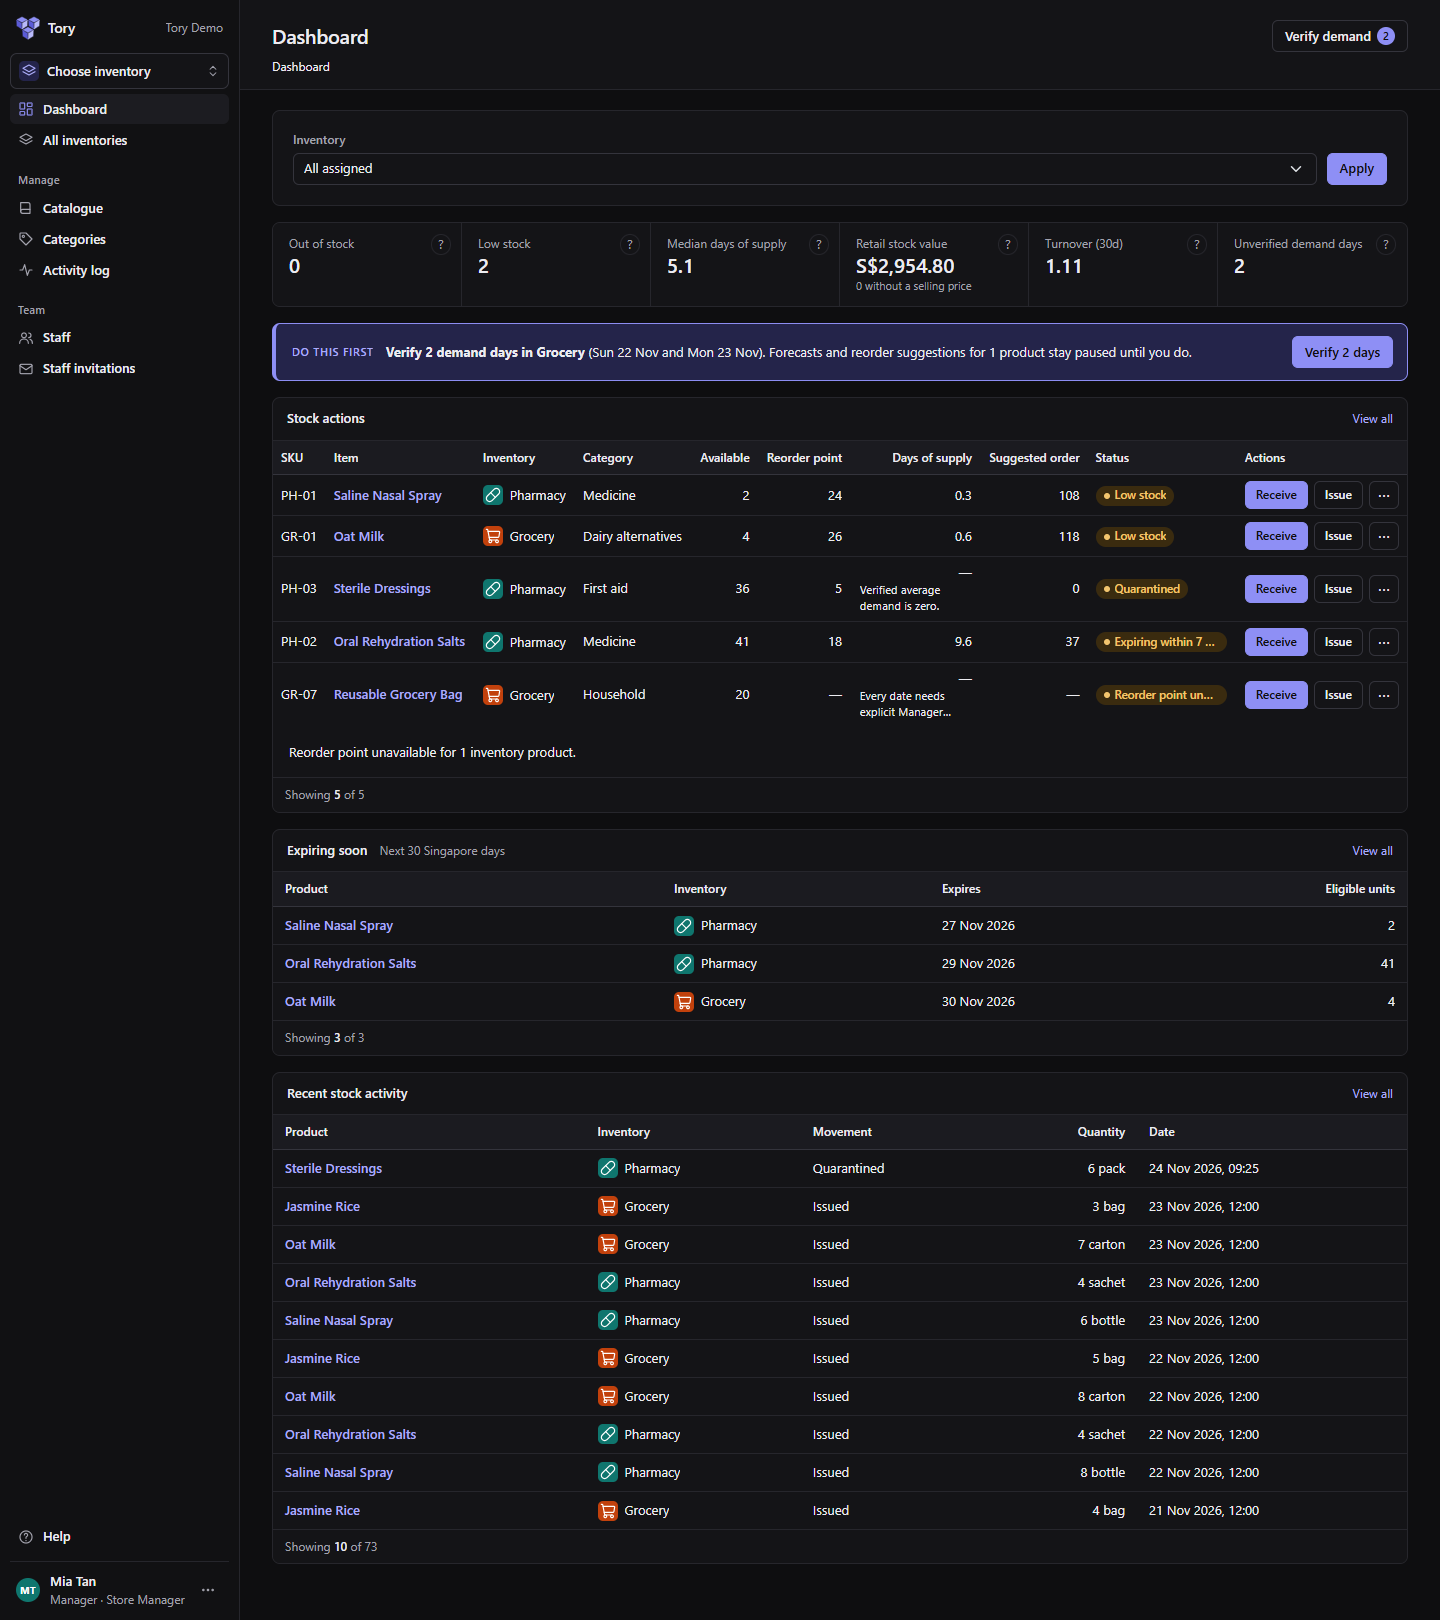 Tory
Tory Demo
Choose inventory
Dashboard
All inventories
Manage
Catalogue
Categories
Activity log
Team
Staff
Staff invitations
Help
MT
Mia Tan
Manager · Store Manager
Dashboard
Verify demand 2
Dashboard
Inventory
All assigned
Apply
Out of stock ?
0
Low stock ?
2
Median days of supply ?
5.1
Retail stock value ?
S$2,954.80
0 without a selling price
Turnover (30d) ?
1.11
Unverified demand days ?
2
DO THIS FIRST Verify 2 demand days in Grocery (Sun 22 Nov and Mon 23 Nov). Forecasts and reorder suggestions for 1 product stay paused until you do. Verify 2 days
Stock actions View all
SKU Item Inventory Category Available Reorder point Days of supply Suggested order Status Actions
PH-01 Saline Nasal Spray Pharmacy Medicine 2 24 0.3 108 Low stock Receive Issue ...
GR-01 Oat Milk Grocery Dairy alternatives 4 26 0.6 118 Low stock Receive Issue ...
PH-03 Sterile Dressings Pharmacy First aid 36 5 — 0 Quarantined Receive Issue ...
Verified average
demand is zero.
PH-02 Oral Rehydration Salts Pharmacy Medicine 41 18 9.6 37 Expiring within 7 ... Receive Issue ...
GR-07 Reusable Grocery Bag Grocery Household 20 — — — Reorder point un... Receive Issue ...
Every date needs
explicit Manager...
Reorder point unavailable for 1 inventory product.
Showing 5 of 5
Expiring soon Next 30 Singapore days View all
Product Inventory Expires Eligible units
Saline Nasal Spray Pharmacy 27 Nov 2026 2
Oral Rehydration Salts Pharmacy 29 Nov 2026 41
Oat Milk Grocery 30 Nov 2026 4
Showing 3 of 3
Recent stock activity View all
Product Inventory Movement Quantity Date
Sterile Dressings Pharmacy Quarantined 6 pack 24 Nov 2026, 09:25
Jasmine Rice Grocery Issued 3 bag 23 Nov 2026, 12:00
Oat Milk Grocery Issued 7 carton 23 Nov 2026, 12:00
Oral Rehydration Salts Pharmacy Issued 4 sachet 23 Nov 2026, 12:00
Saline Nasal Spray Pharmacy Issued 6 bottle 23 Nov 2026, 12:00
Jasmine Rice Grocery Issued 5 bag 22 Nov 2026, 12:00
Oat Milk Grocery Issued 8 carton 22 Nov 2026, 12:00
Oral Rehydration Salts Pharmacy Issued 4 sachet 22 Nov 2026, 12:00
Saline Nasal Spray Pharmacy Issued 8 bottle 22 Nov 2026, 12:00
Jasmine Rice Grocery Issued 4 bag 21 Nov 2026, 12:00
Showing 10 of 73